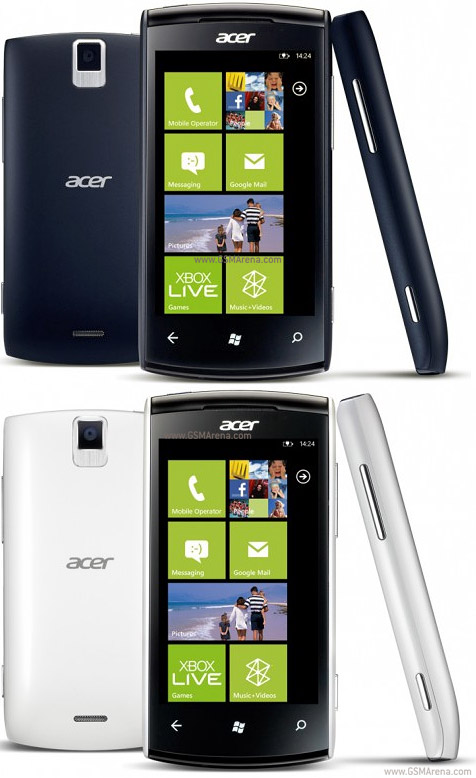 acer
acer
14:24
Mobile Operator
People
Messaging
Google Mail
Pictures
www.GSMArena.com
XBOX
LIVE
Games
Music+Videos
acer
www.GSMArena.com
14:24
Mobile Operator
People
acer
Messaging
Google Mail
Pictures
XBOX
LIVE
Games
Music+Videos
www.GSMArena.com